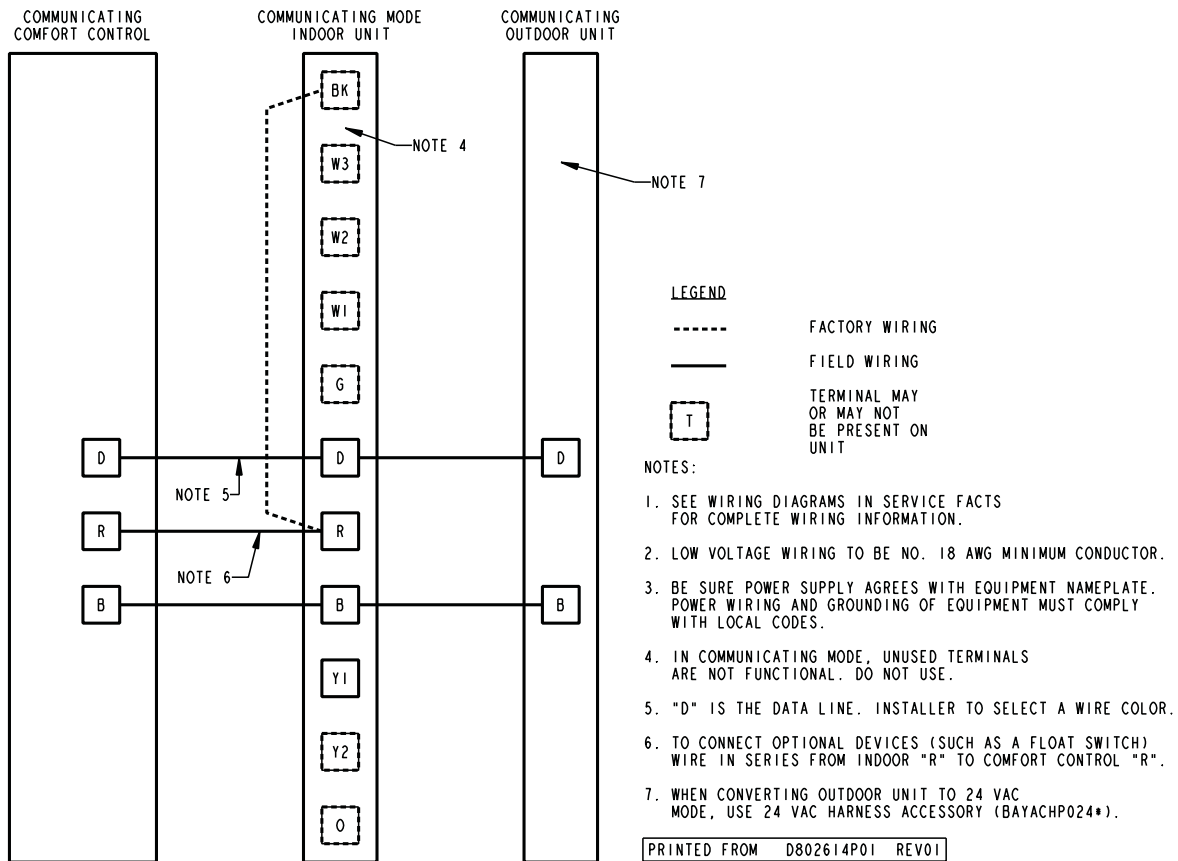 COMMUNICATING
COMFORT CONTROL
COMMUNICATING MODE
INDOOR UNIT
COMMUNICATING
OUTDOOR UNIT
BK
NOTE 4
W3
NOTE 7
W2
W1
G
D
D
D
NOTE 5
R
R
NOTE 6
B
B
B
Y1
Y2
O
LEGEND
FACTORY WIRING
FIELD WIRING
T
TERMINAL MAY
OR MAY NOT
BE PRESENT ON
UNIT
NOTES:
1. SEE WIRING DIAGRAMS IN SERVICE FACTS
FOR COMPLETE WIRING INFORMATION.
2. LOW VOLTAGE WIRING TO BE NO. 18 AWG MINIMUM CONDUCTOR.
3. BE SURE POWER SUPPLY AGREES WITH EQUIPMENT NAMEPLATE.
POWER WIRING AND GROUNDING OF EQUIPMENT MUST COMPLY
WITH LOCAL CODES.
4. IN COMMUNICATING MODE, UNUSED TERMINALS
ARE NOT FUNCTIONAL. DO NOT USE.
5. "D" IS THE DATA LINE. INSTALLER TO SELECT A WIRE COLOR.
6. TO CONNECT OPTIONAL DEVICES (SUCH AS A FLOAT SWITCH)
WIRE IN SERIES FROM INDOOR "R" TO COMFORT CONTROL "R".
7. WHEN CONVERTING OUTDOOR UNIT TO 24 VAC
MODE, USE 24 VAC HARNESS ACCESSORY (BAYACHP024*).
PRINTED FROM D802614P01 REV01